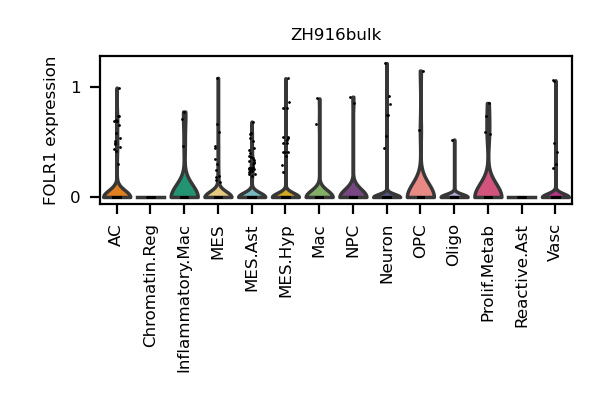 ZH916bulk
FOLR1 expression
1
0
AC
Chromatin.Reg
Inflammatory.Mac
MES
MES.Ast
MES.Hyp
Mac
NPC
Neuron
OPC
Oligo
Prolif.Metab
Reactive.Ast
Vasc